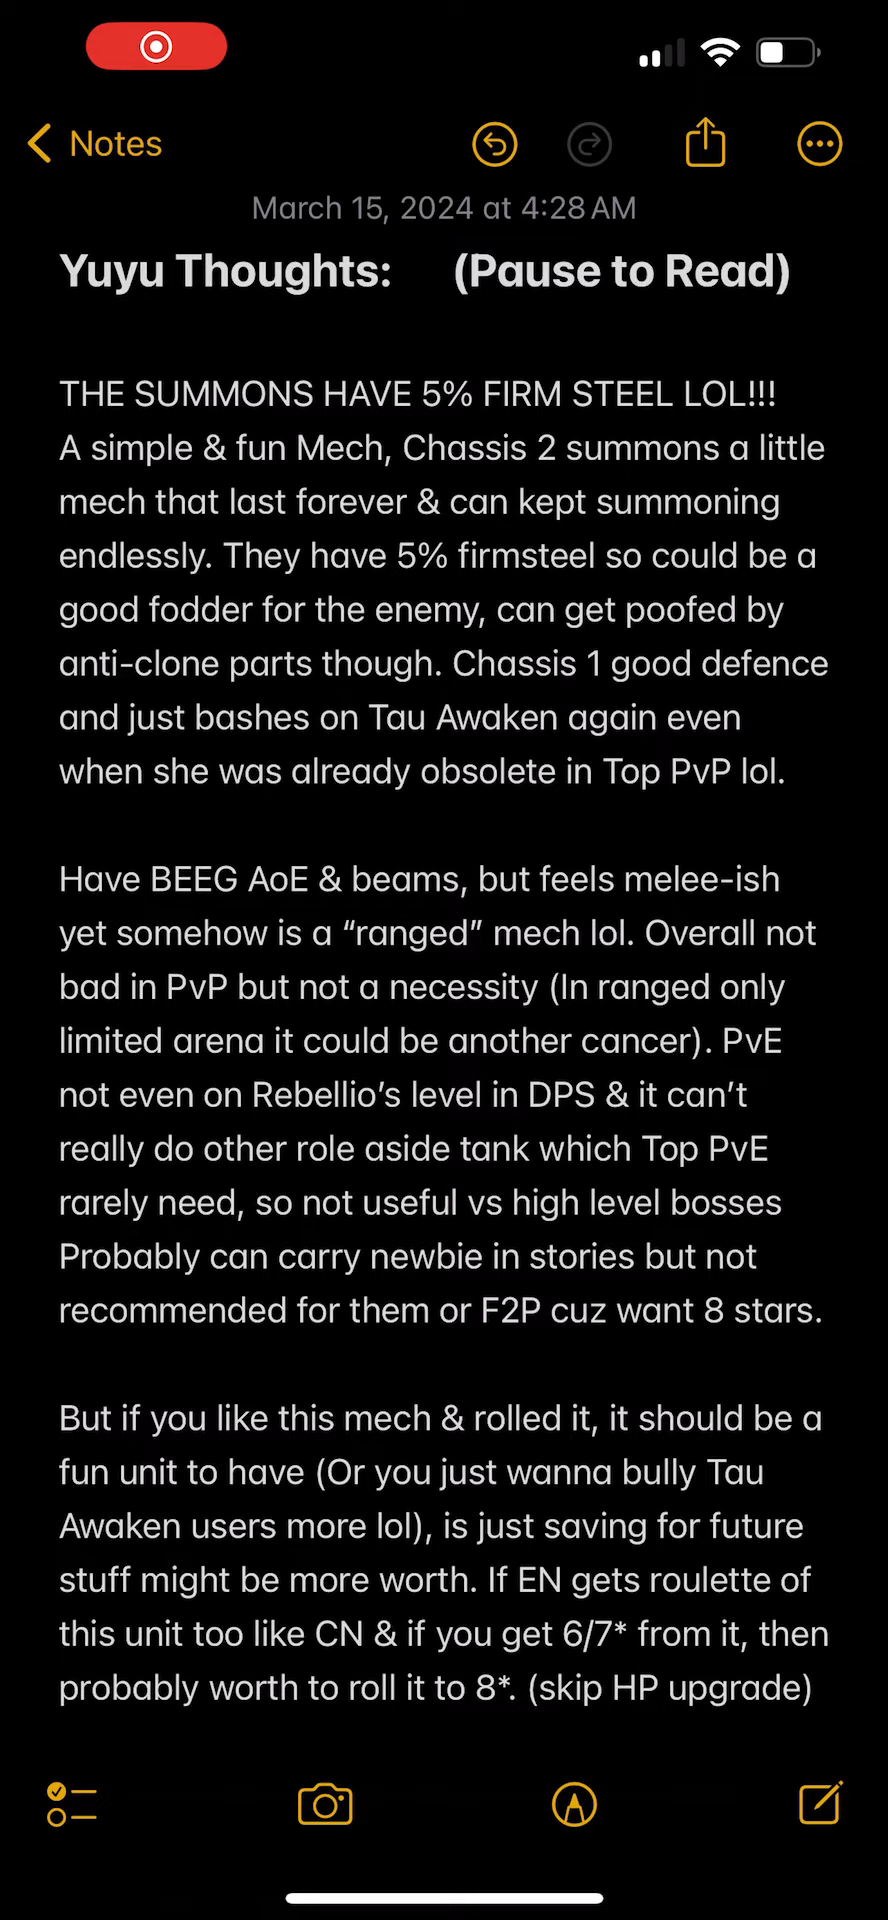 Notes
March 15, 2024 at 4:28 AM
Yuyu Thoughts: (Pause to Read)
THE SUMMONS HAVE 5% FIRM STEEL LOL!!!
A simple & fun Mech, Chassis 2 summons a little
mech that last forever & can kept summoning
endlessly. They have 5% firmsteel so could be a
good fodder for the enemy, can get poofed by
anti-clone parts though. Chassis 1 good defence
and just bashes on Tau Awaken again even
when she was already obsolete in Top PvP lol.
Have BEEG AoE & beams, but feels melee-ish
yet somehow is a “ranged” mech lol. Overall not
bad in PvP but not a necessity (In ranged only
limited arena it could be another cancer). PvE
not even on Rebellio’s level in DPS & it can’t
really do other role aside tank which Top PvE
rarely need, so not useful vs high level bosses
Probably can carry newbie in stories but not
recommended for them or F2P cuz want 8 stars.
But if you like this mech & rolled it, it should be a
fun unit to have (Or you just wanna bully Tau
Awaken users more lol), is just saving for future
stuff might be more worth. If EN gets roulette of
this unit too like CN & if you get 6/7* from it, then
probably worth to roll it to 8*. (skip HP upgrade)